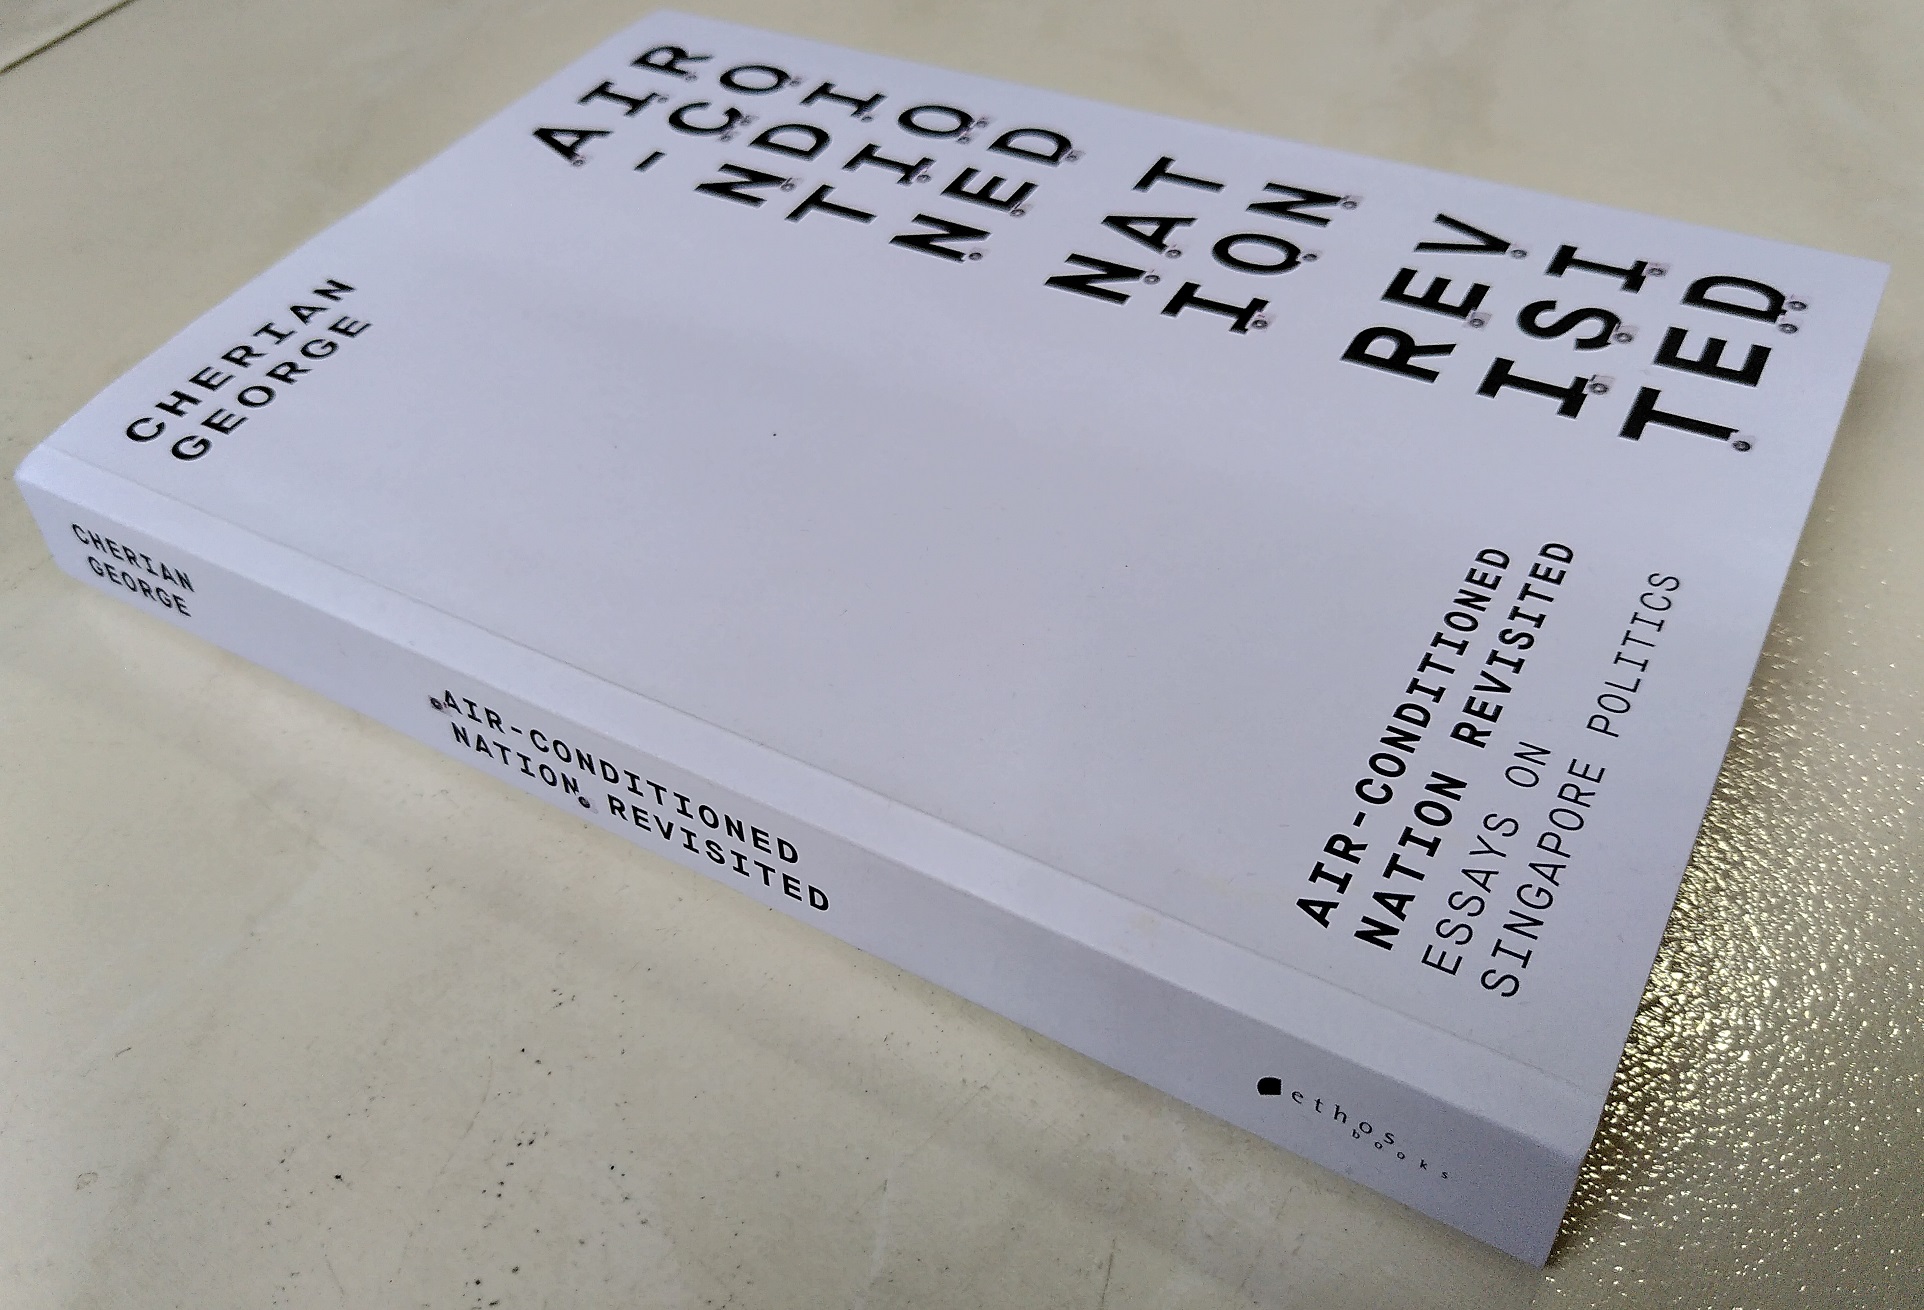 AIR
-CO
NDI
TIO
NED
NAT
ION
REV
ISI
TED
CHERIAN
GEORGE
AIR-CONDITIONED
NATION REVISITED
ESSAYS ON
SINGAPORE POLITICS
CHERIAN
GEORGE
AIR-CONDITIONED
NATION REVISITED
ethos
books